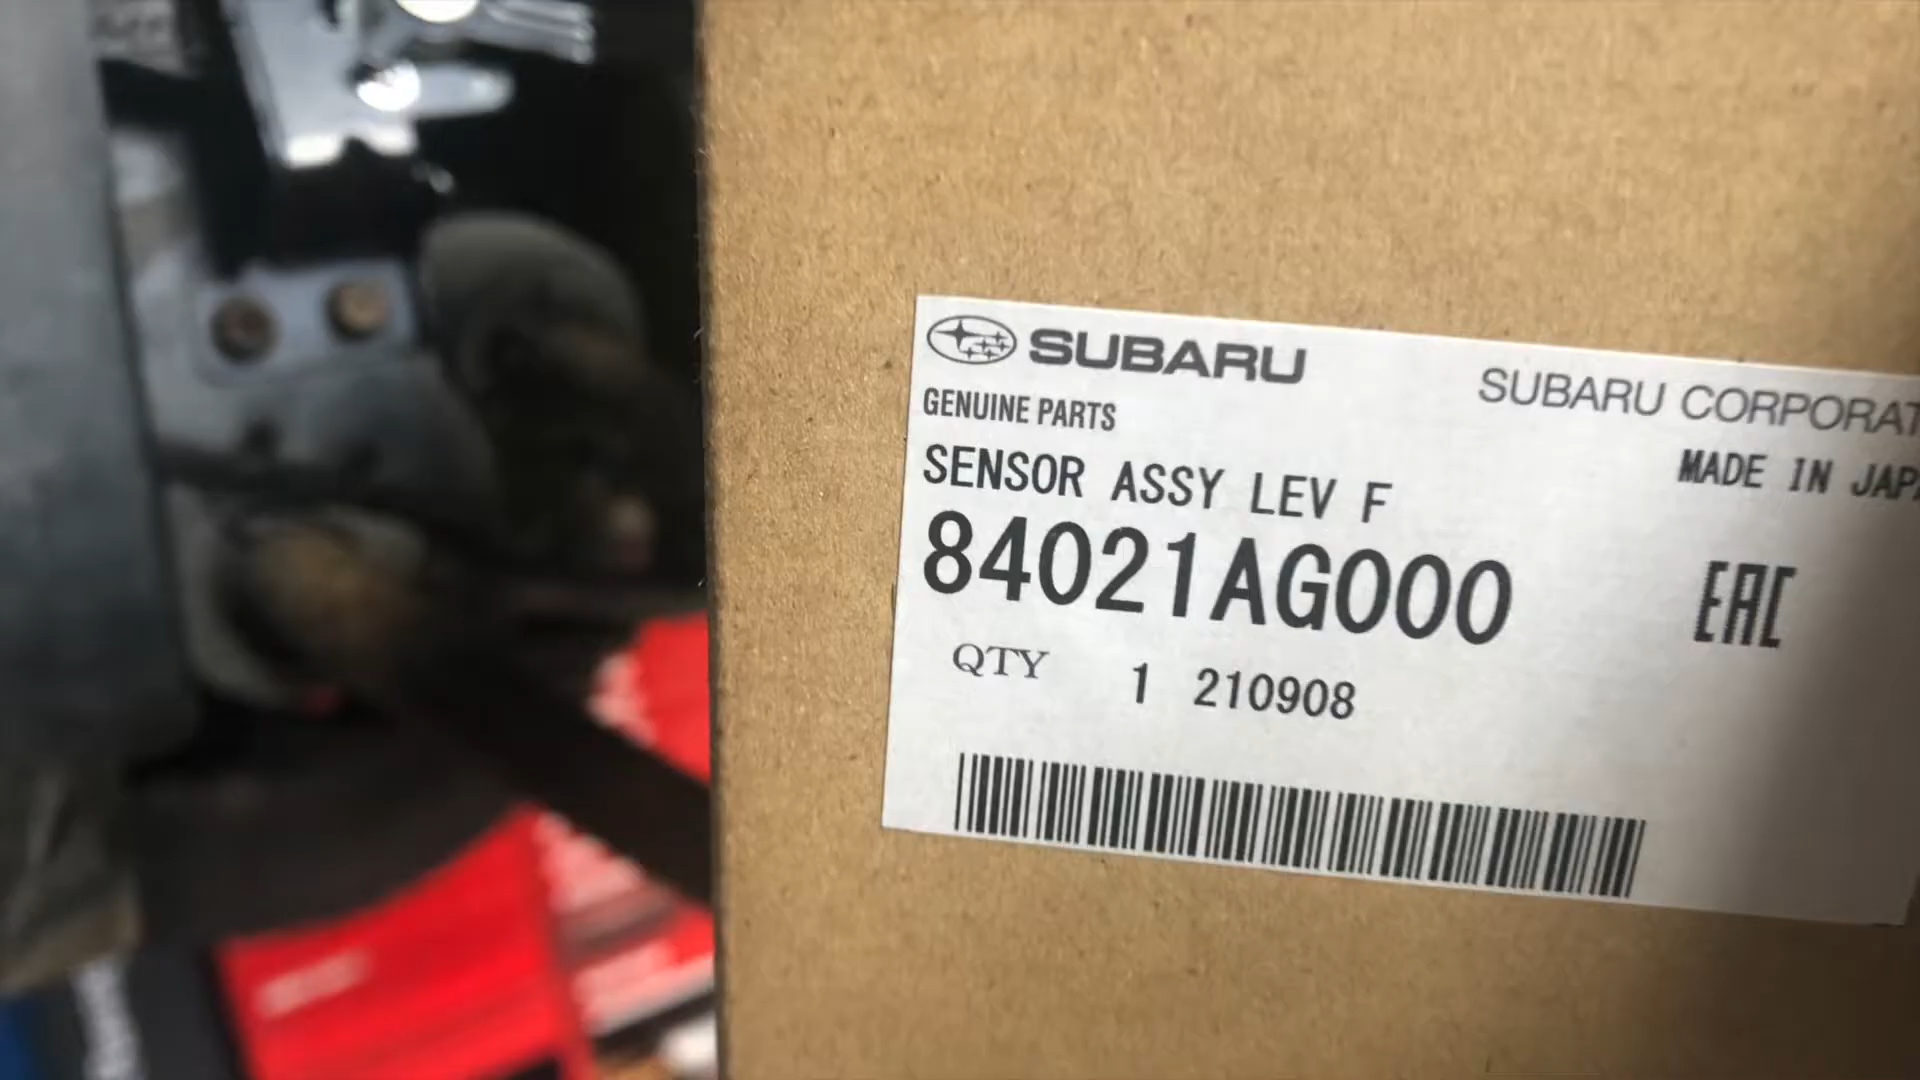 SUBARU
SUBARU CORPORAT
GENUINE PARTS
MADE IN JAPA
SENSOR ASSY LEV F
84021AG000
EAC
QTY 1 210908